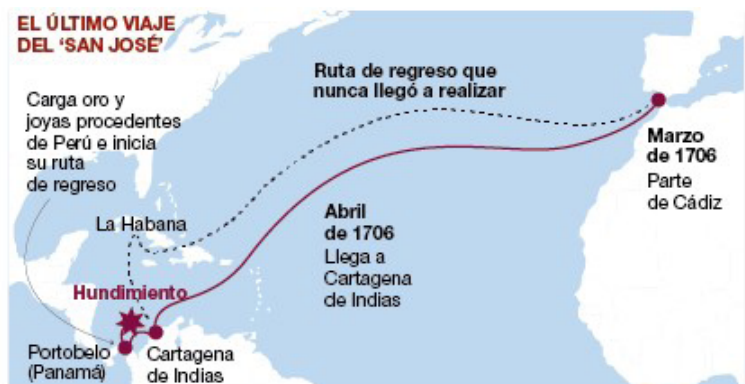 EL ÚLTIMO VIAJE
DEL ‘SAN JOSÉ’
Carga oro y
joyas procedentes
de Perú e inicia
su ruta
de regreso
Ruta de regreso que
nunca llegó a realizar
Marzo
de 1706
Parte
de Cádiz
La Habana
Abril
de 1706
Llega a
Cartagena
de Indias
Hundimiento
Portobelo
(Panamá)
Cartagena
de Indias